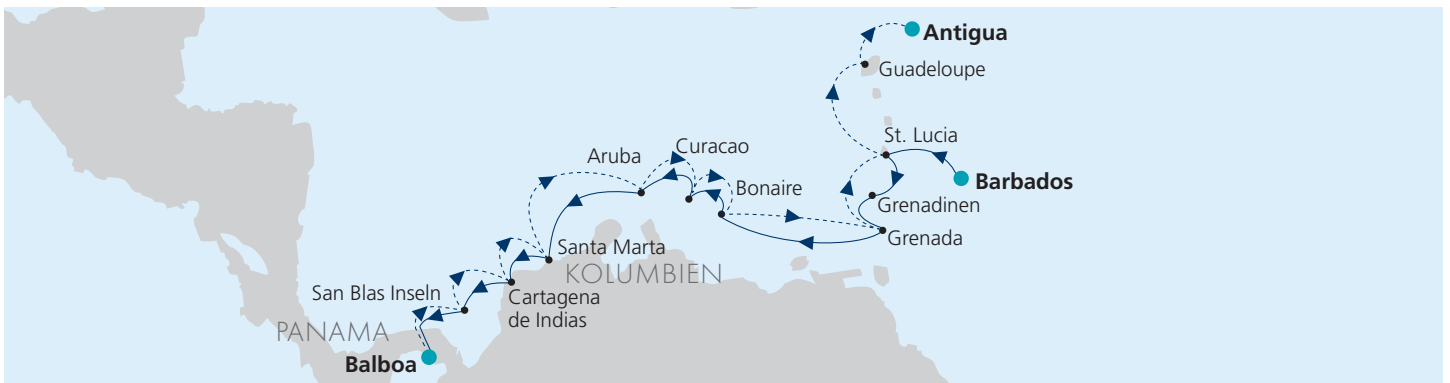 Antigua
Guadeloupe
St. Lucia
Barbados
Curacao
Aruba
Bonaire
Grenadinen
Grenada
Santa Marta
KOLUMBIEN
San Blas Inseln
Cartagena
de Indias
PANAMA
Balboa